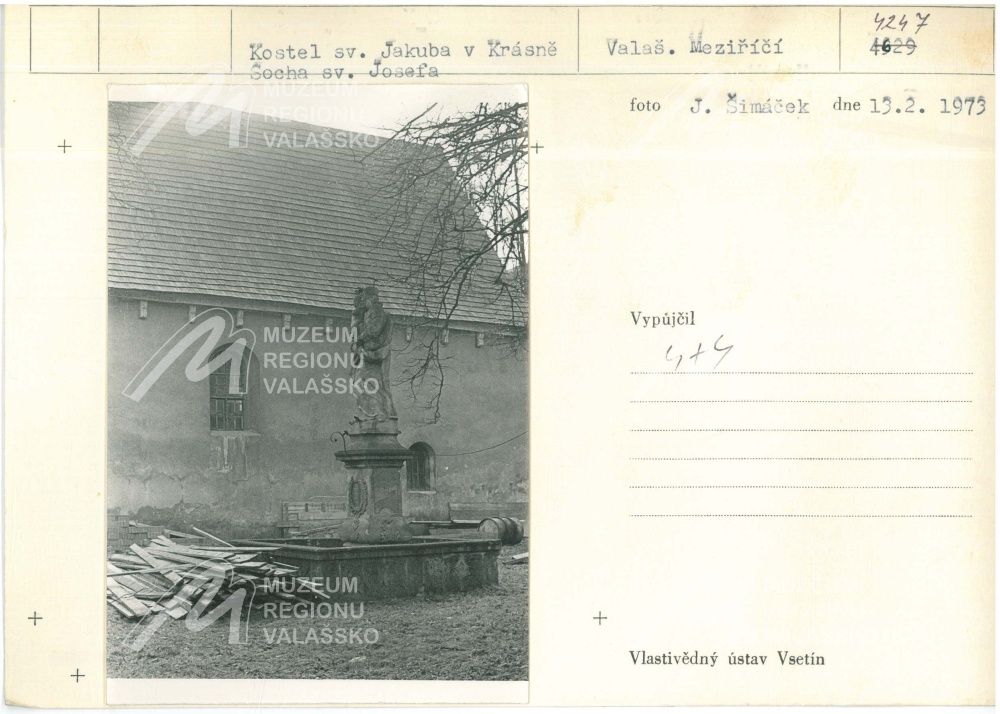 4247
Kostel sv. Jakuba v Krásně
Valaš. Meziříčí
4629
Socha sv. Josefa
foto J. Šimáček dne 13.2. 1973
MUZEUM
REGIONU
VALAŠSKO
MUZEUM
REGIONU
VALAŠSKO
Vypůjčil
MUZEUM
REGIONU
VALAŠSKO
Vlastivědný ústav Vsetín